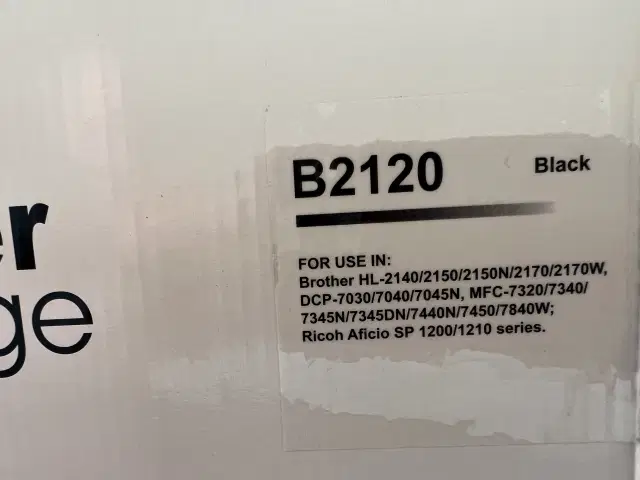 er
ge
B2120
Black
FOR USE IN:
Brother HL-2140/2150/2150N/2170/2170W,
DCP-7030/7040/7045N, MFC-7320/7340/
7345N/7345DN/7440N/7450/7840W;
Ricoh Aficio SP 1200/1210 series.